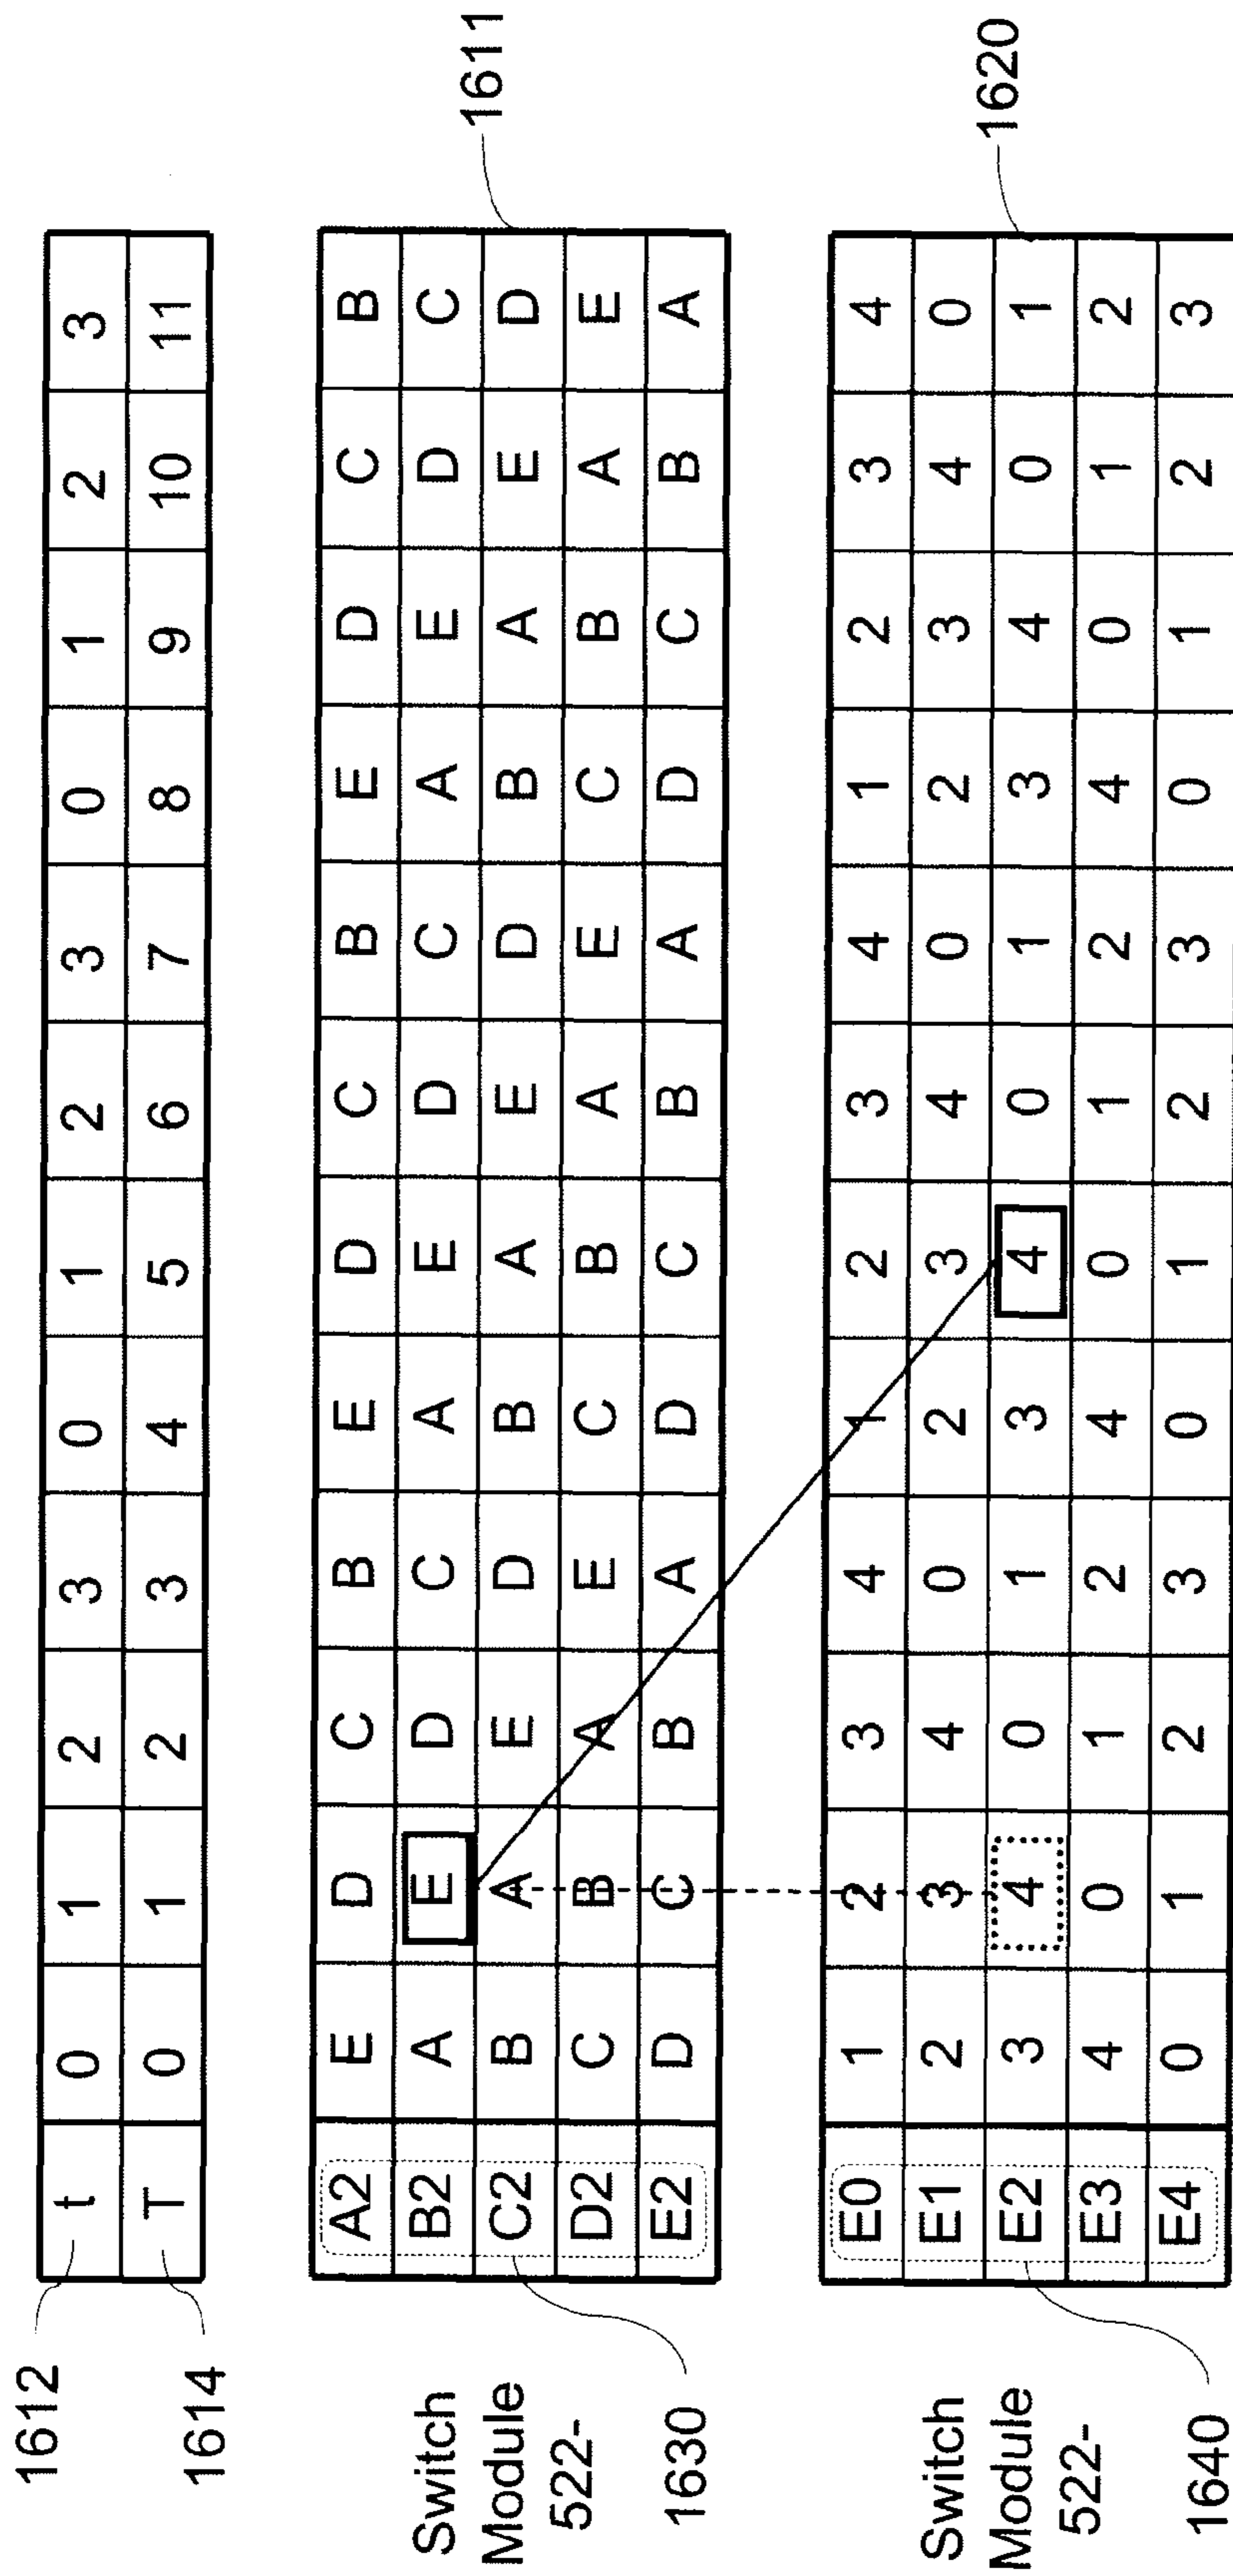 1612
t 0 1 2 3 0 1 2 3 0 1 2 3
T 0 1 2 3 4 5 6 7 8 9 10 11
1614
1611
A2 E D C B E D C B E D C B
B2 A E D C A E D C A E D C
C2 B A E D B A E D B A E D
D2 C B A E C B A E C B A E
E2 D C B A D C B A D C B A
Switch
Module
522-
1630
1620
E0 1 2 3 4 1 2 3 4 1 2 3 4
E1 2 3 4 0 2 3 4 0 2 3 4 0
E2 3 4 0 1 3 4 0 1 3 4 0 1
E3 4 0 1 2 4 0 1 2 4 0 1 2
E4 0 1 2 3 0 1 2 3 0 1 2 3
Switch
Module
522-
1640